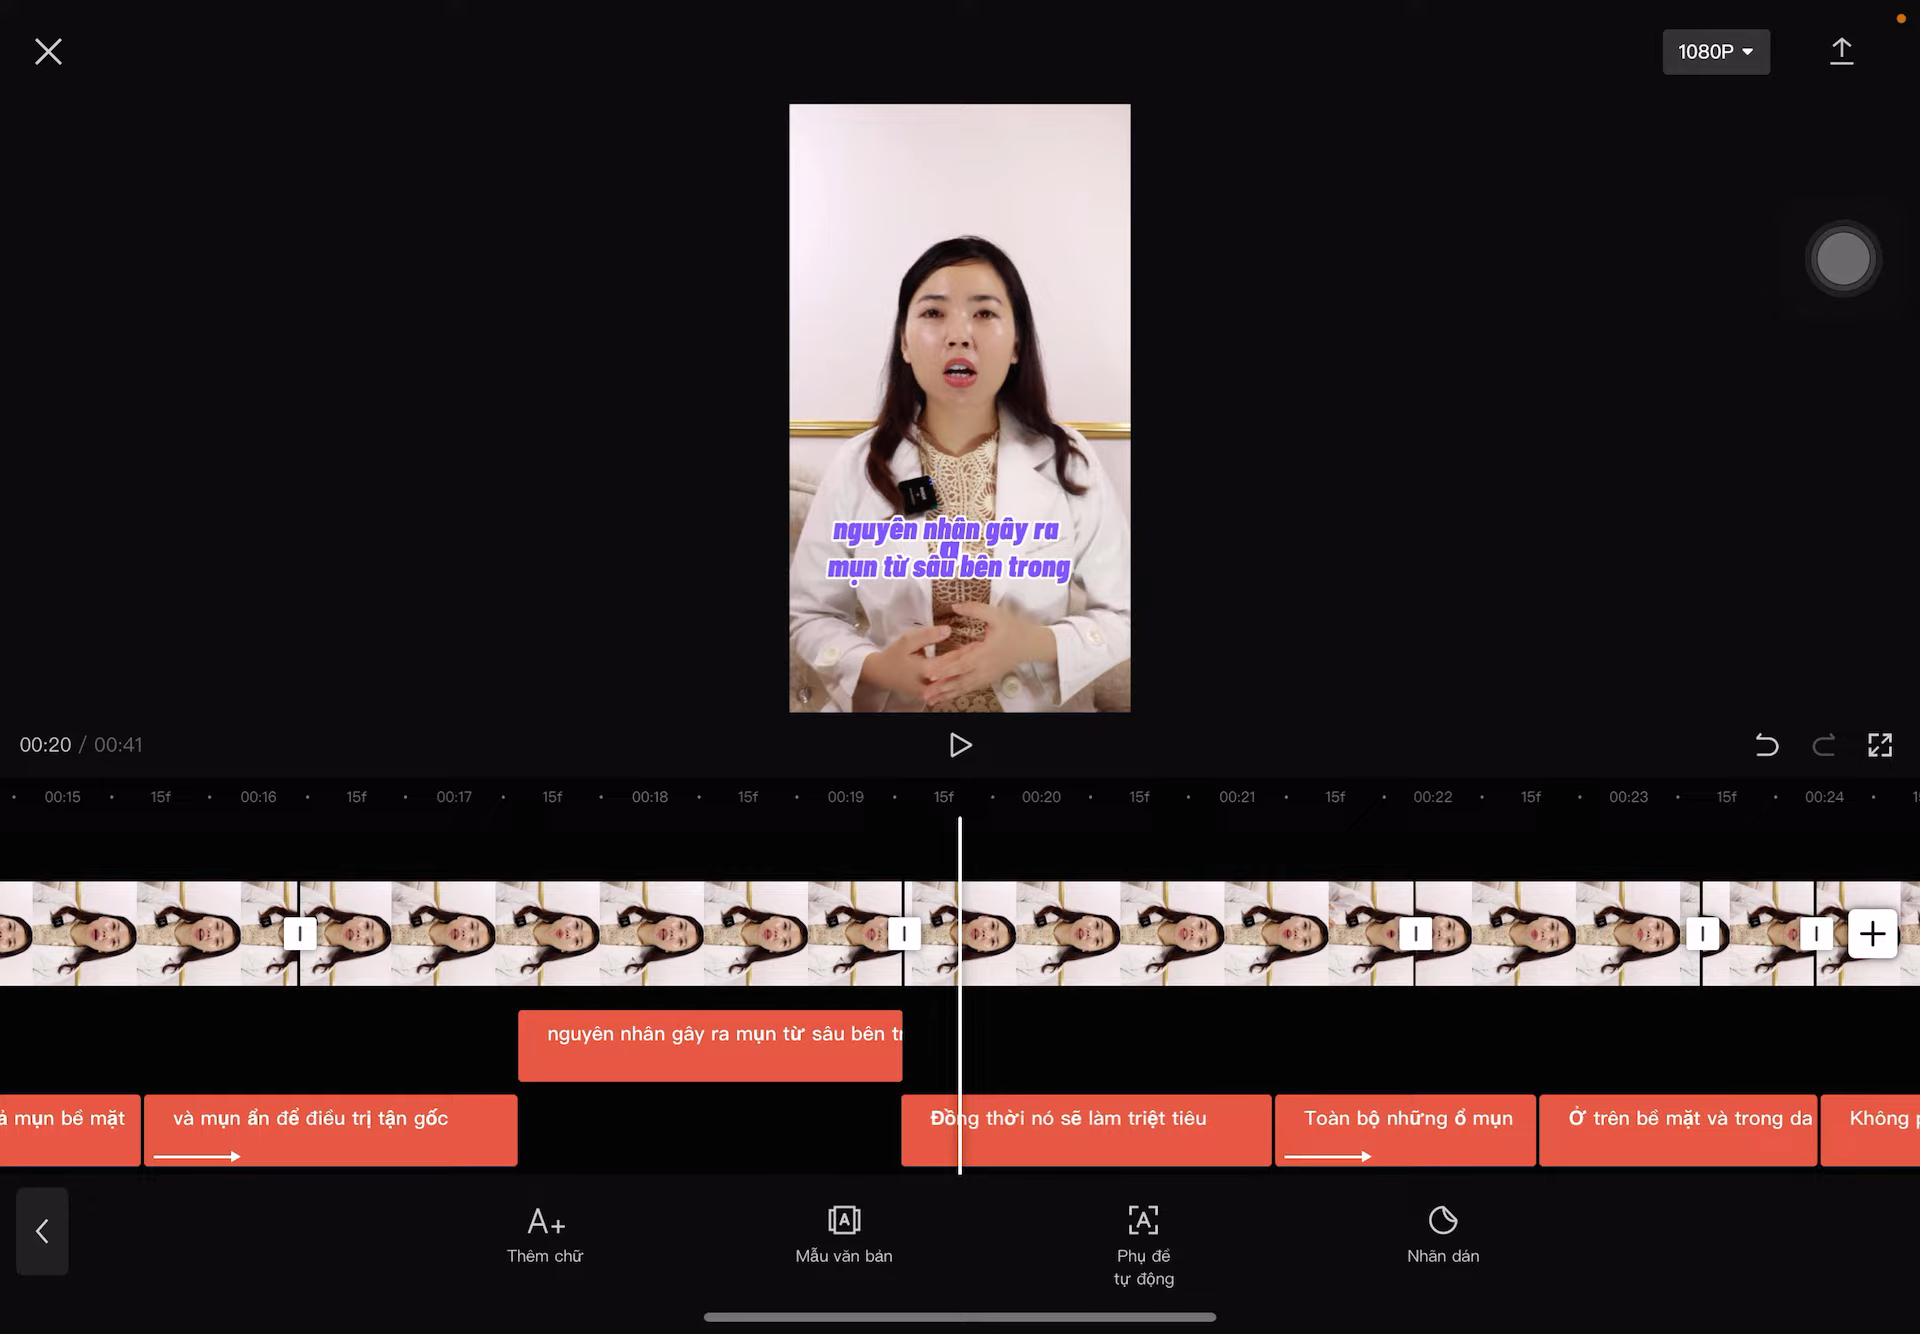 1080P
nguyên nhân gây ra
a
mụn từ sâu bên trong
00:20 / 00:41
00:15 15f 00:16 15f 00:17 15f 00:18 15f 00:19 15f 00:20 15f 00:21 15f 00:22 15f 00:23 15f 00:24
nguyên nhân gây ra mụn từ sâu bên
mụn bề mặt
và mụn ẩn để điều trị tận gốc
Đồng thời nó sẽ làm triệt tiêu
Toàn bộ những ổ mụn
Ở trên bề mặt và trong da
Không
A+
Thêm chữ
A
Mẫu văn bản
A
Phụ đề
tự động
Nhãn dán